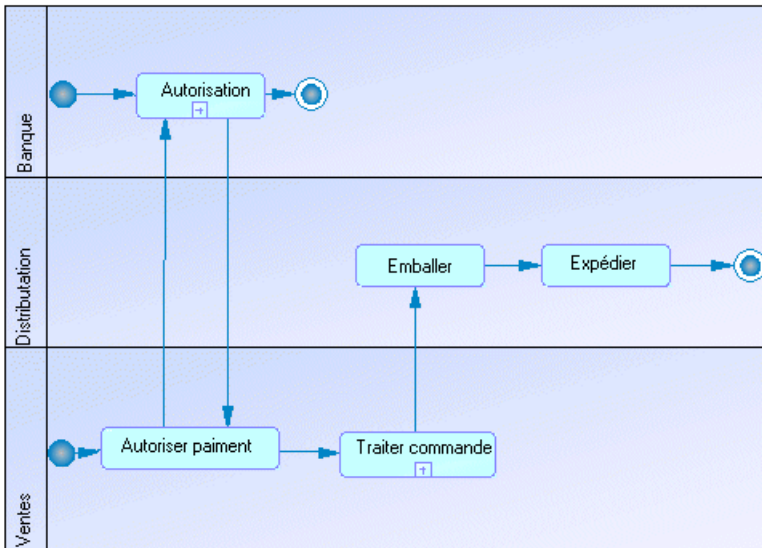 Banque
Autorisation
Distributation
Emballer
Expédier
Ventes
Autoriser paiment
Traiter commande